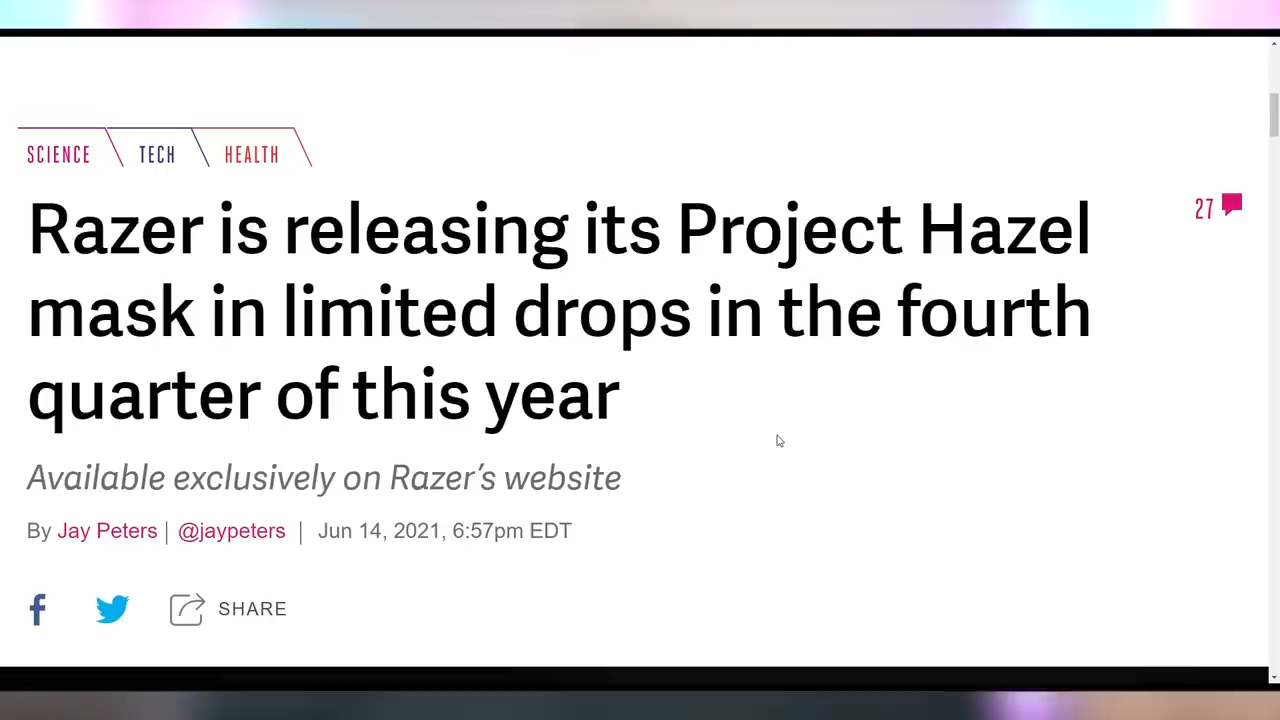 SCIENCE TECH HEALTH
Razer is releasing its Project Hazel
27
mask in limited drops in the fourth
quarter of this year
Available exclusively on Razer’s website
By Jay Peters | @jaypeters | Jun 14, 2021, 6:57pm EDT
SHARE